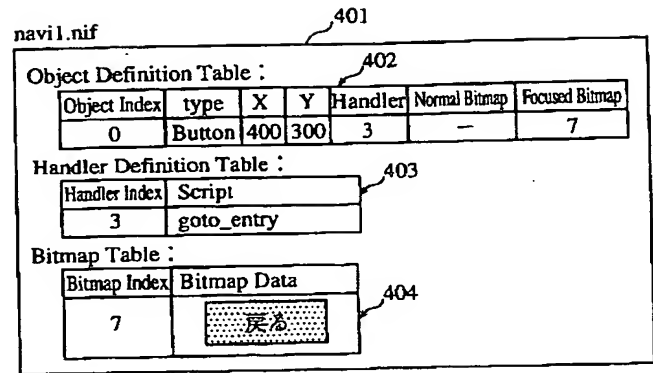 401
navi1.nif
402
Object Definition Table :
Object Index type X Y Handler Normal Bitmap Focused Bitmap
0 Button 400 300 3 — 7
Handler Definition Table :
403
Handler Index Script
3 goto_entry
Bitmap Table :
Bitmap Index Bitmap Data
404
7 戻る